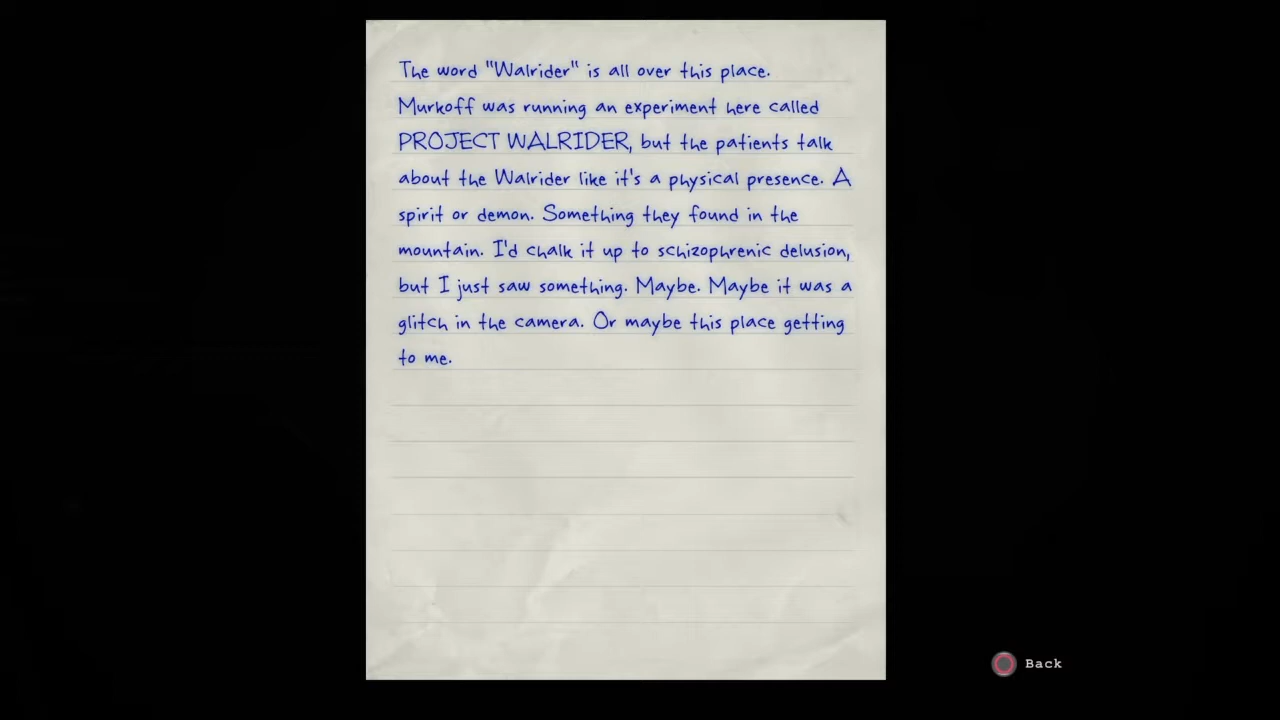 The word "Walrider" is all over this place.
Murkoff was running an experiment here called
PROJECT WALRIDER, but the patients talk
about the Walrider like it's a physical presence. A
spirit or demon. Something they found in the
mountain. I'd chalk it up to schizophrenic delusion,
but I just saw something. Maybe. Maybe it was a
glitch in the camera. Or maybe this place getting
to me.
Back